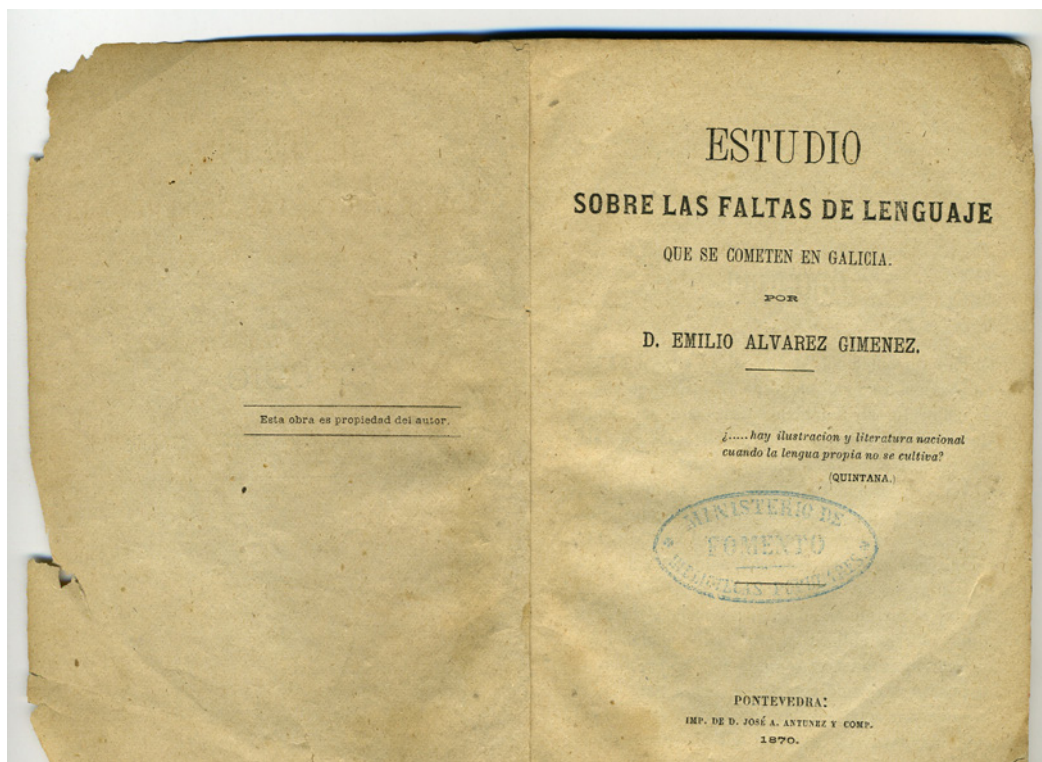 Esta obra es propiedad del autor.
ESTUDIO
SOBRE LAS FALTAS DE LENGUAJE
QUE SE COMETEN EN GALICIA.
POR
D. EMILIO ALVAREZ GIMENEZ.
¿.....hay ilustracion y literatura nacional
cuando la lengua propia no se cultiva?
(QUINTANA.)
MINISTERIO DE
FOMENTO
BIBLIOTECAS POPULARES
PONTEVEDRA:
IMP. DE D. JOSÉ A. ANTUNEZ Y COMP.
1870.